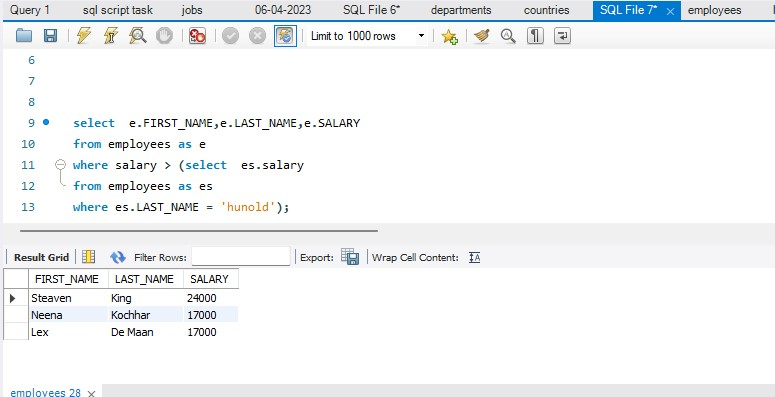 Query 1 sql script task jobs 06-04-2023 SQL File 6* departments countries SQL File 7* × employees
Limit to 1000 rows
6
7
8
9 select e.FIRST_NAME,e.LAST_NAME,e.SALARY
10 from employees as e
11 where salary > (select es.salary
12 from employees as es
13 where es.LAST_NAME = 'hunold');
Result Grid Filter Rows: Export: Wrap Cell Content: IA
FIRST_NAME LAST_NAME SALARY
Steaven King 24000
Neena Kochhar 17000
Lex De Maan 17000
employees 28 ×